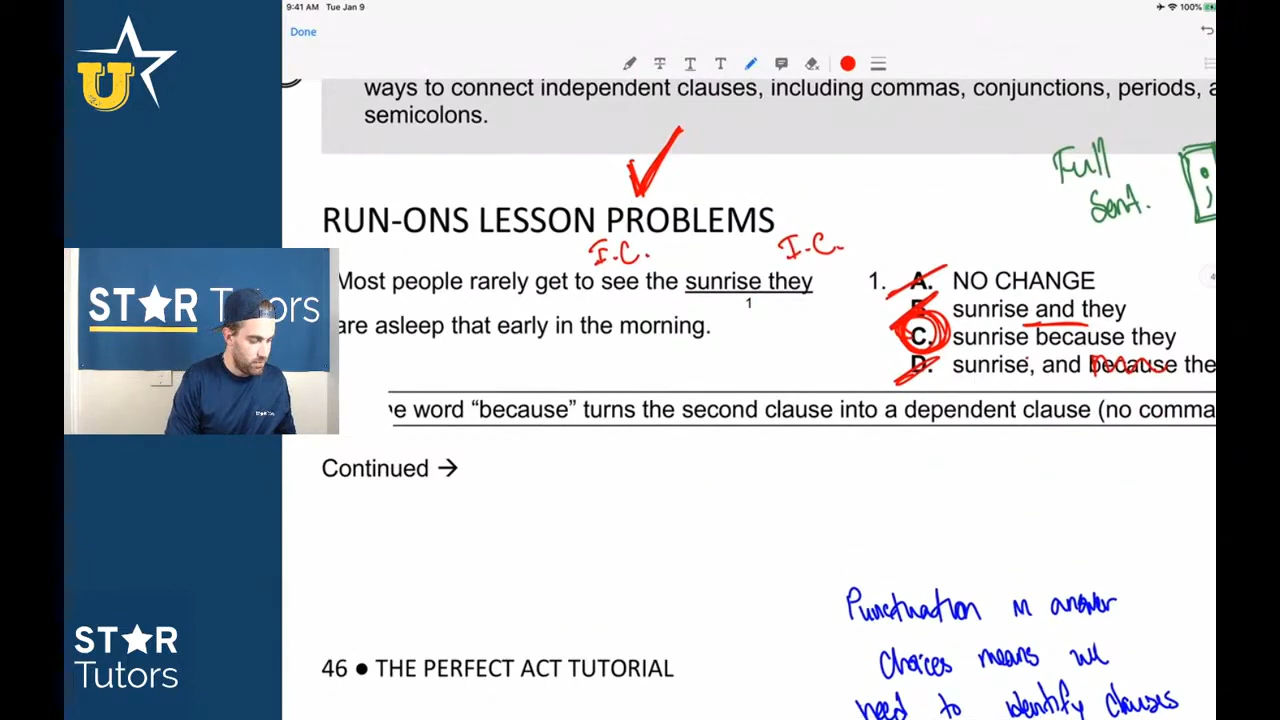 9:41 AM Tue Jan 9
100%
Done
U
ways to connect independent clauses, including commas, conjunctions, periods, a
semicolons.
Full
Sent.
;
RUN-ONS LESSON PROBLEMS
I.C.
I.C.
Most people rarely get to see the sunrise they
1
are asleep that early in the morning.
1. A. NO CHANGE
B. sunrise and they
C. sunrise because they
D. sunrise, and because the
e word “because” turns the second clause into a dependent clause (no comma
Continued →
STAR
Tutors
Punctuation in answer
choices means we
need to identify clauses
46 ● THE PERFECT ACT TUTORIAL
STAR
Tutors